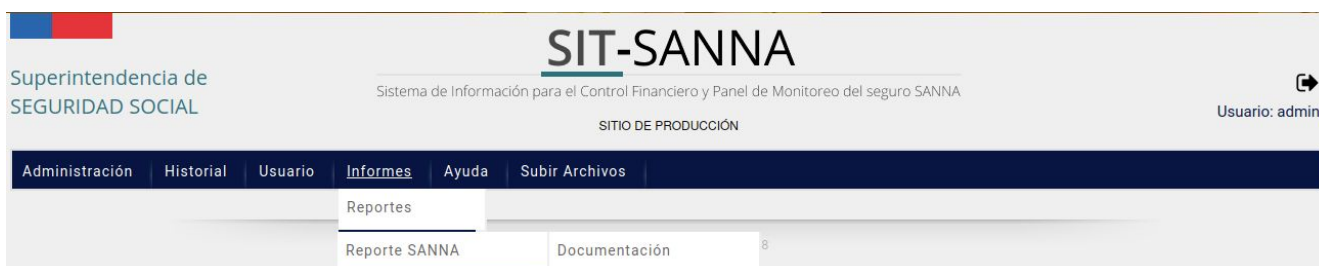 SIT-SANNA
Superintendencia de
SEGURIDAD SOCIAL
Sistema de Información para el Control Financiero y Panel de Monitoreo del seguro SANNA
SITIO DE PRODUCCIÓN
Usuario: admin
Administración Historial Usuario Informes Ayuda Subir Archivos
Reportes
Reporte SANNA Documentación 8